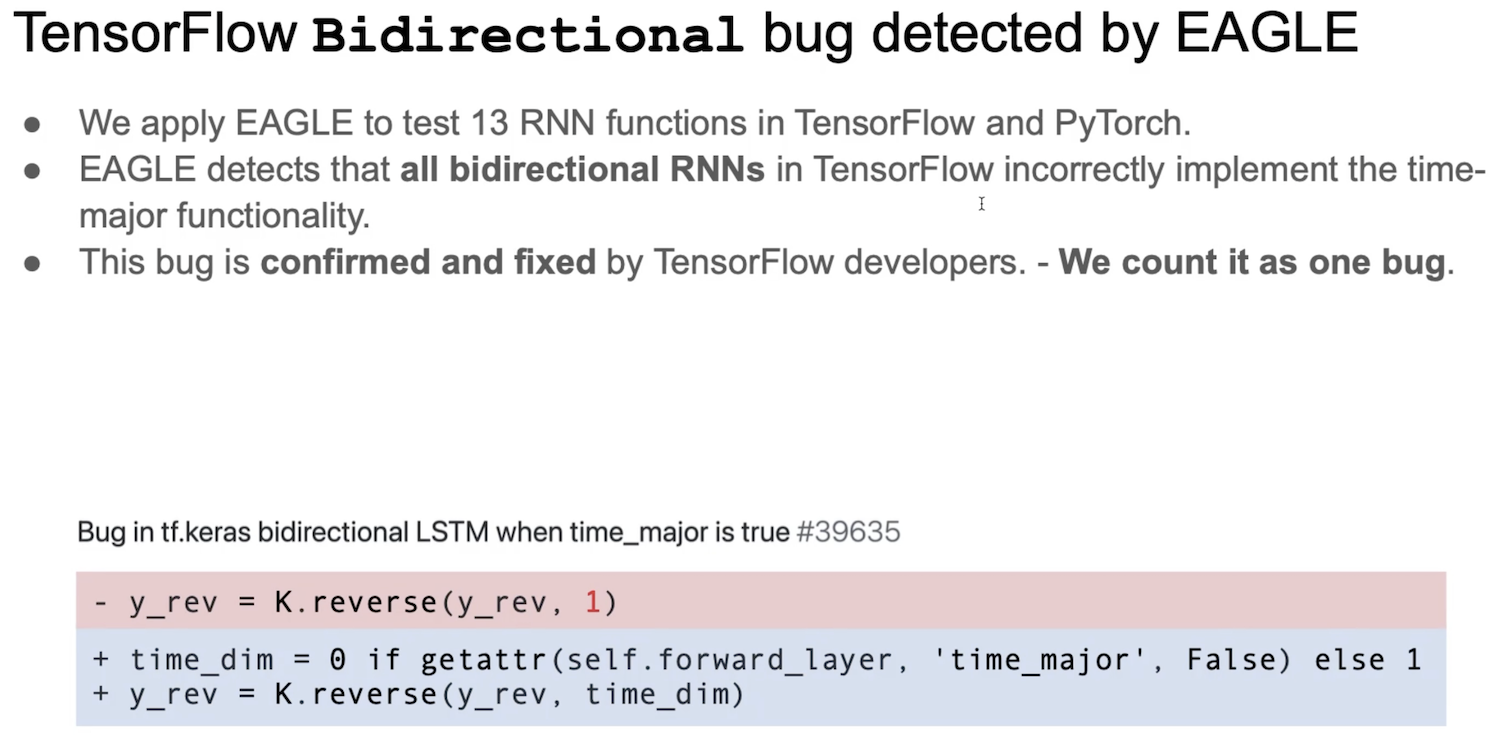 TensorFlow Bidirectional bug detected by EAGLE
● We apply EAGLE to test 13 RNN functions in TensorFlow and PyTorch.
● EAGLE detects that all bidirectional RNNs in TensorFlow incorrectly implement the time-
major functionality.
● This bug is confirmed and fixed by TensorFlow developers. - We count it as one bug.
Bug in tf.keras bidirectional LSTM when time_major is true #39635
- y_rev = K.reverse(y_rev, 1)
+ time_dim = 0 if getattr(self.forward_layer, 'time_major', False) else 1
+ y_rev = K.reverse(y_rev, time_dim)